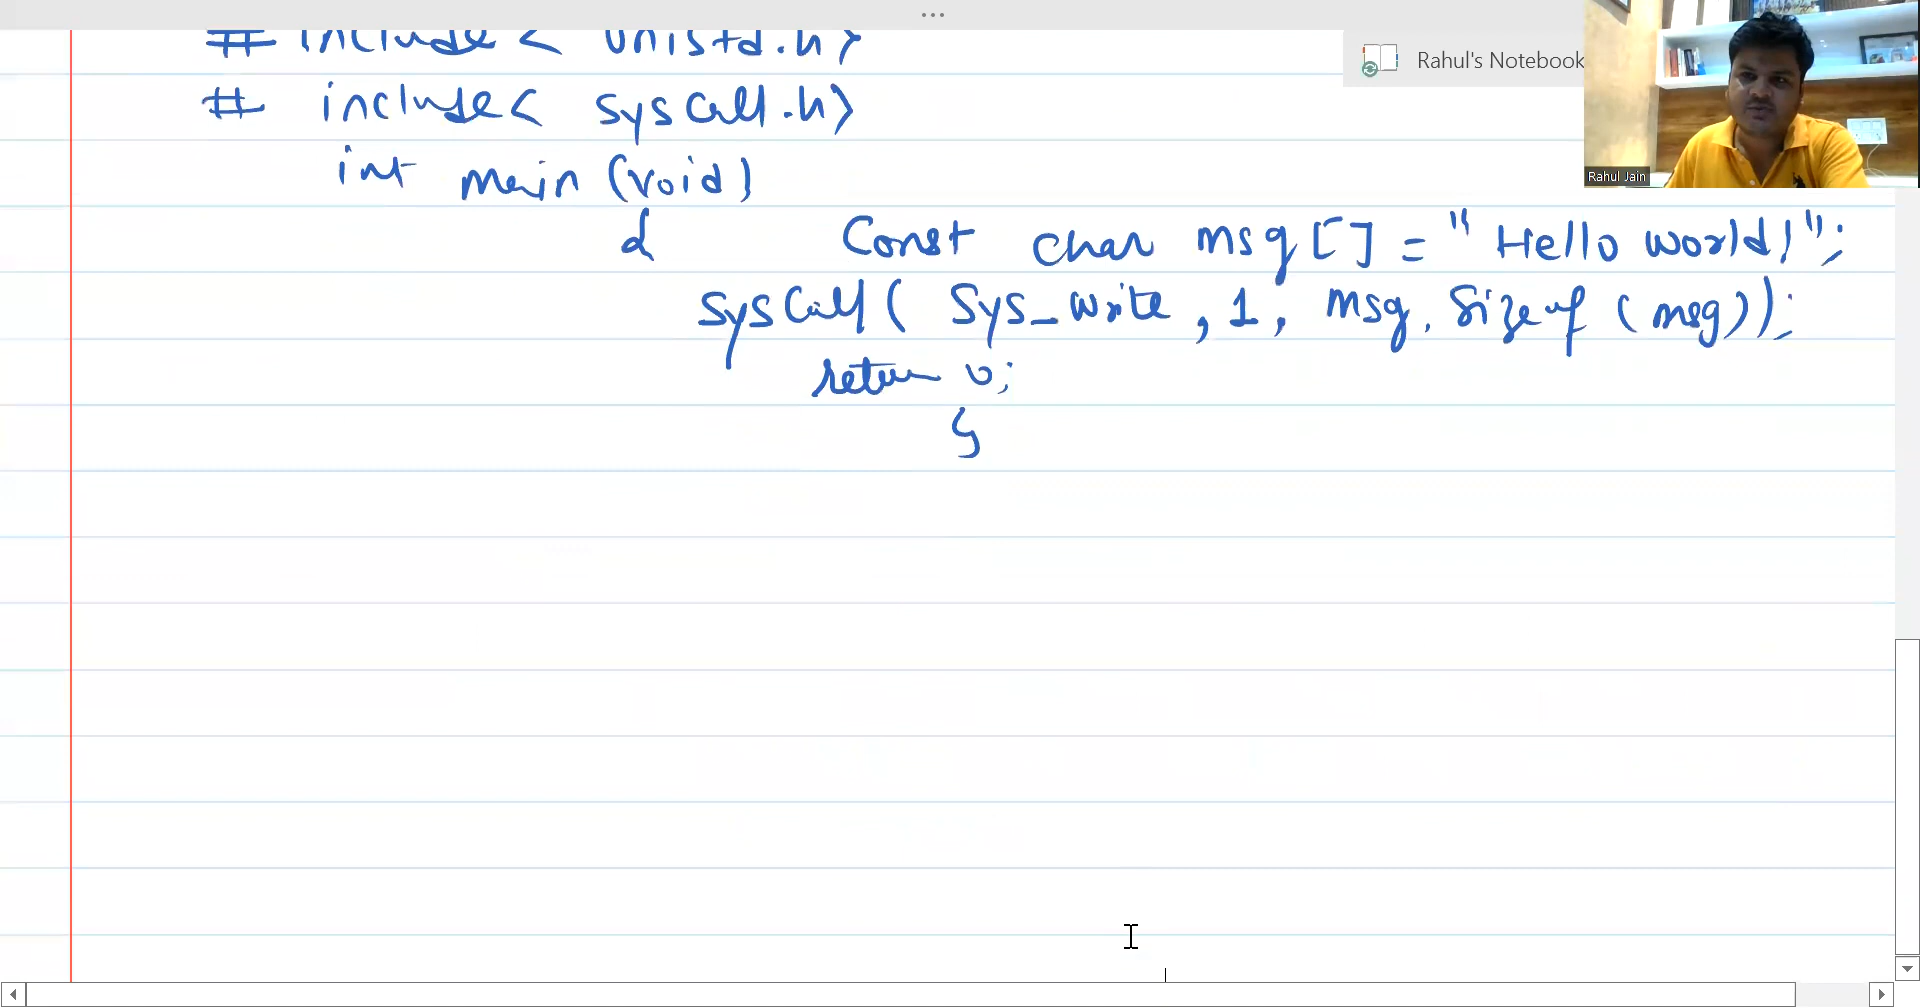 # include < unistd.h>
Rahul's Notebook
# include < syscall.h>
int main (void)
Rahul Jain
{ Const char msg [] = "Hello world!";
syscall( Sys_write, 1, msg, sizeof (msg));
return 0;
}